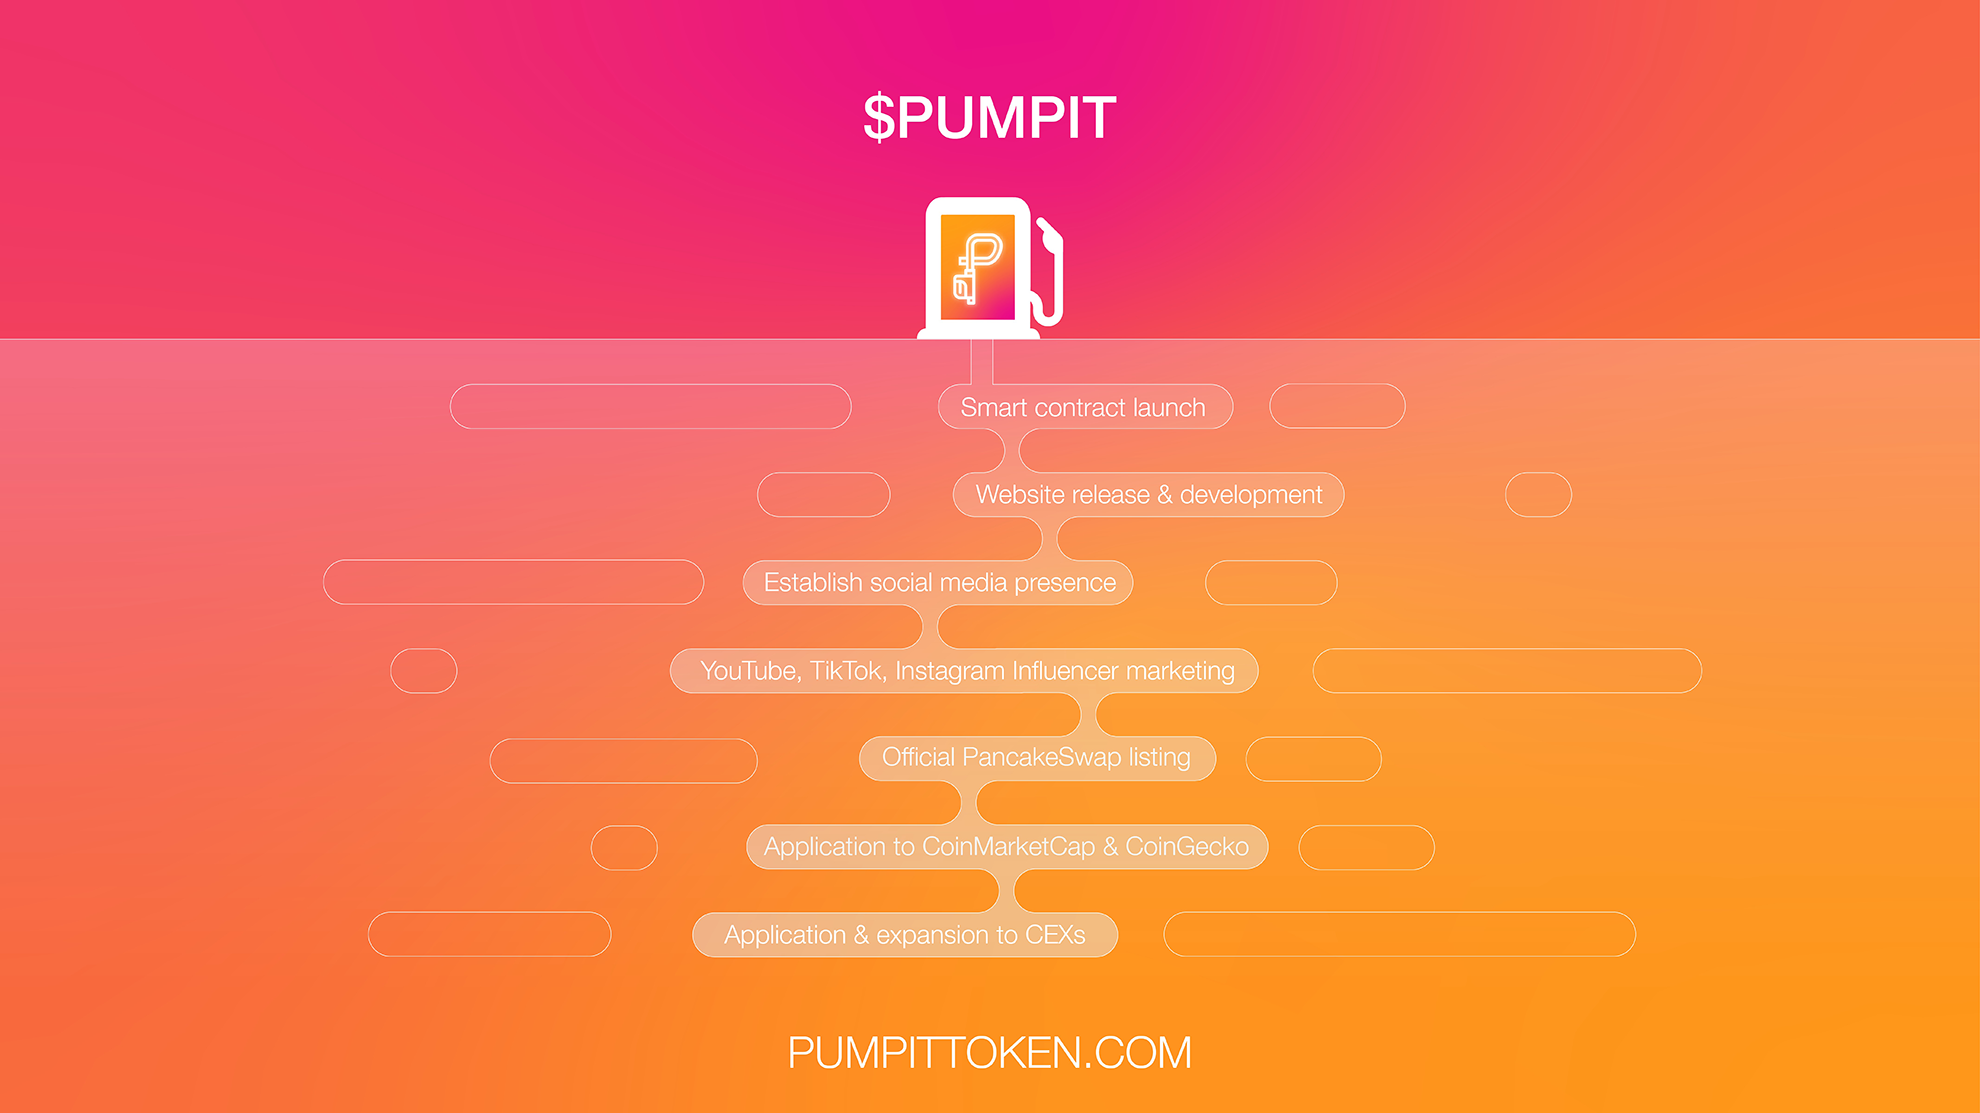 $PUMPIT
P
Smart contract launch
Website release & development
Establish social media presence
YouTube, TikTok, Instagram Influencer marketing
Official PancakeSwap listing
Application to CoinMarketCap & CoinGecko
Application & expansion to CEXs
PUMPITTOKEN.COM